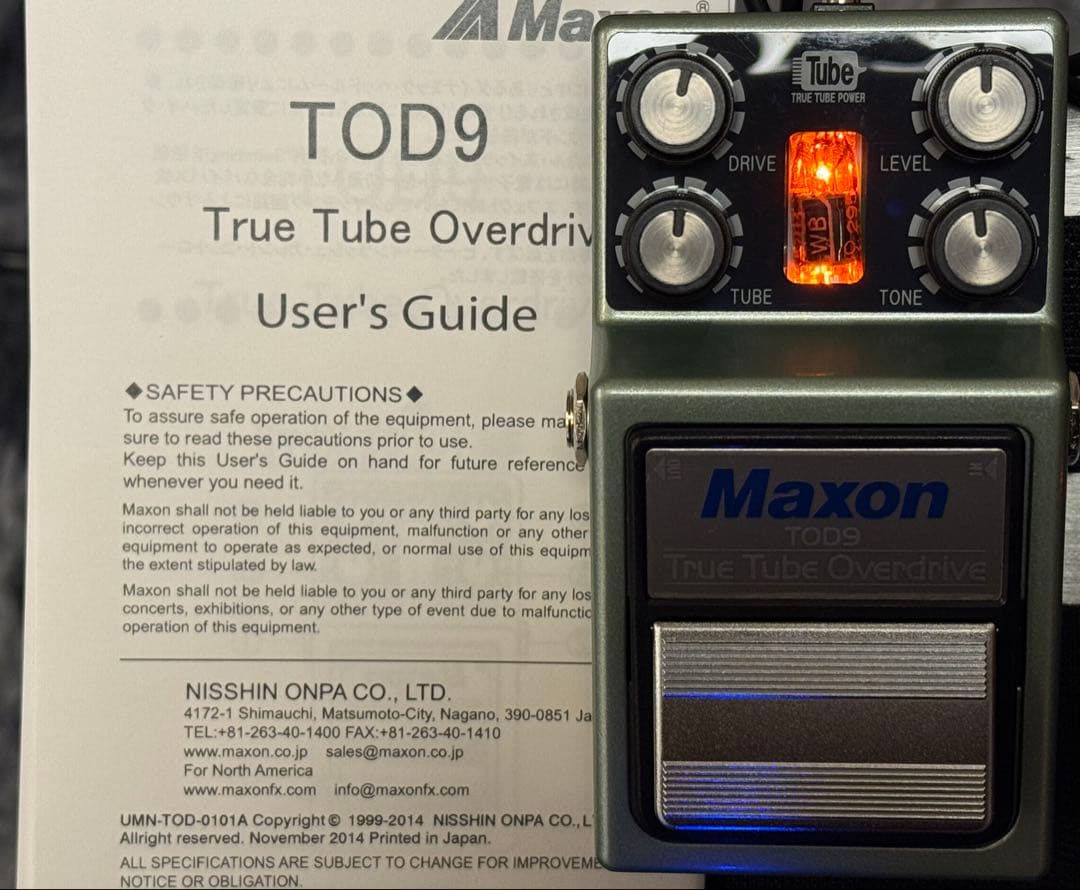 Maxon®
TOD9
True Tube Overdriv
User's Guide
◆SAFETY PRECAUTIONS◆
To assure safe operation of the equipment, please ma
sure to read these precautions prior to use.
Keep this User's Guide on hand for future reference
whenever you need it.
Maxon shall not be held liable to you or any third party for any los
incorrect operation of this equipment, malfunction or any other
equipment to operate as expected, or normal use of this equipm
the extent stipulated by law.
Maxon shall not be held liable to you or any third party for any los
concerts, exhibitions, or any other type of event due to malfunctio
operation of this equipment.
NISSHIN ONPA CO., LTD.
4172-1 Shimauchi, Matsumoto-City, Nagano, 390-0851 Ja
TEL:+81-263-40-1400 FAX:+81-263-40-1410
www.maxon.co.jp sales@maxon.co.jp
For North America
www.maxonfx.com info@maxonfx.com
UMN-TOD-0101A Copyright© 1999-2014 NISSHIN ONPA CO., L
Allright reserved. November 2014 Printed in Japan.
ALL SPECIFICATIONS ARE SUBJECT TO CHANGE FOR IMPROVEME
NOTICE OR OBLIGATION.
Tube
TRUE TUBE POWER
DRIVE
LEVEL
TUBE
TONE
WB
OUT
IN
Maxon
TOD9
True Tube Overdrive